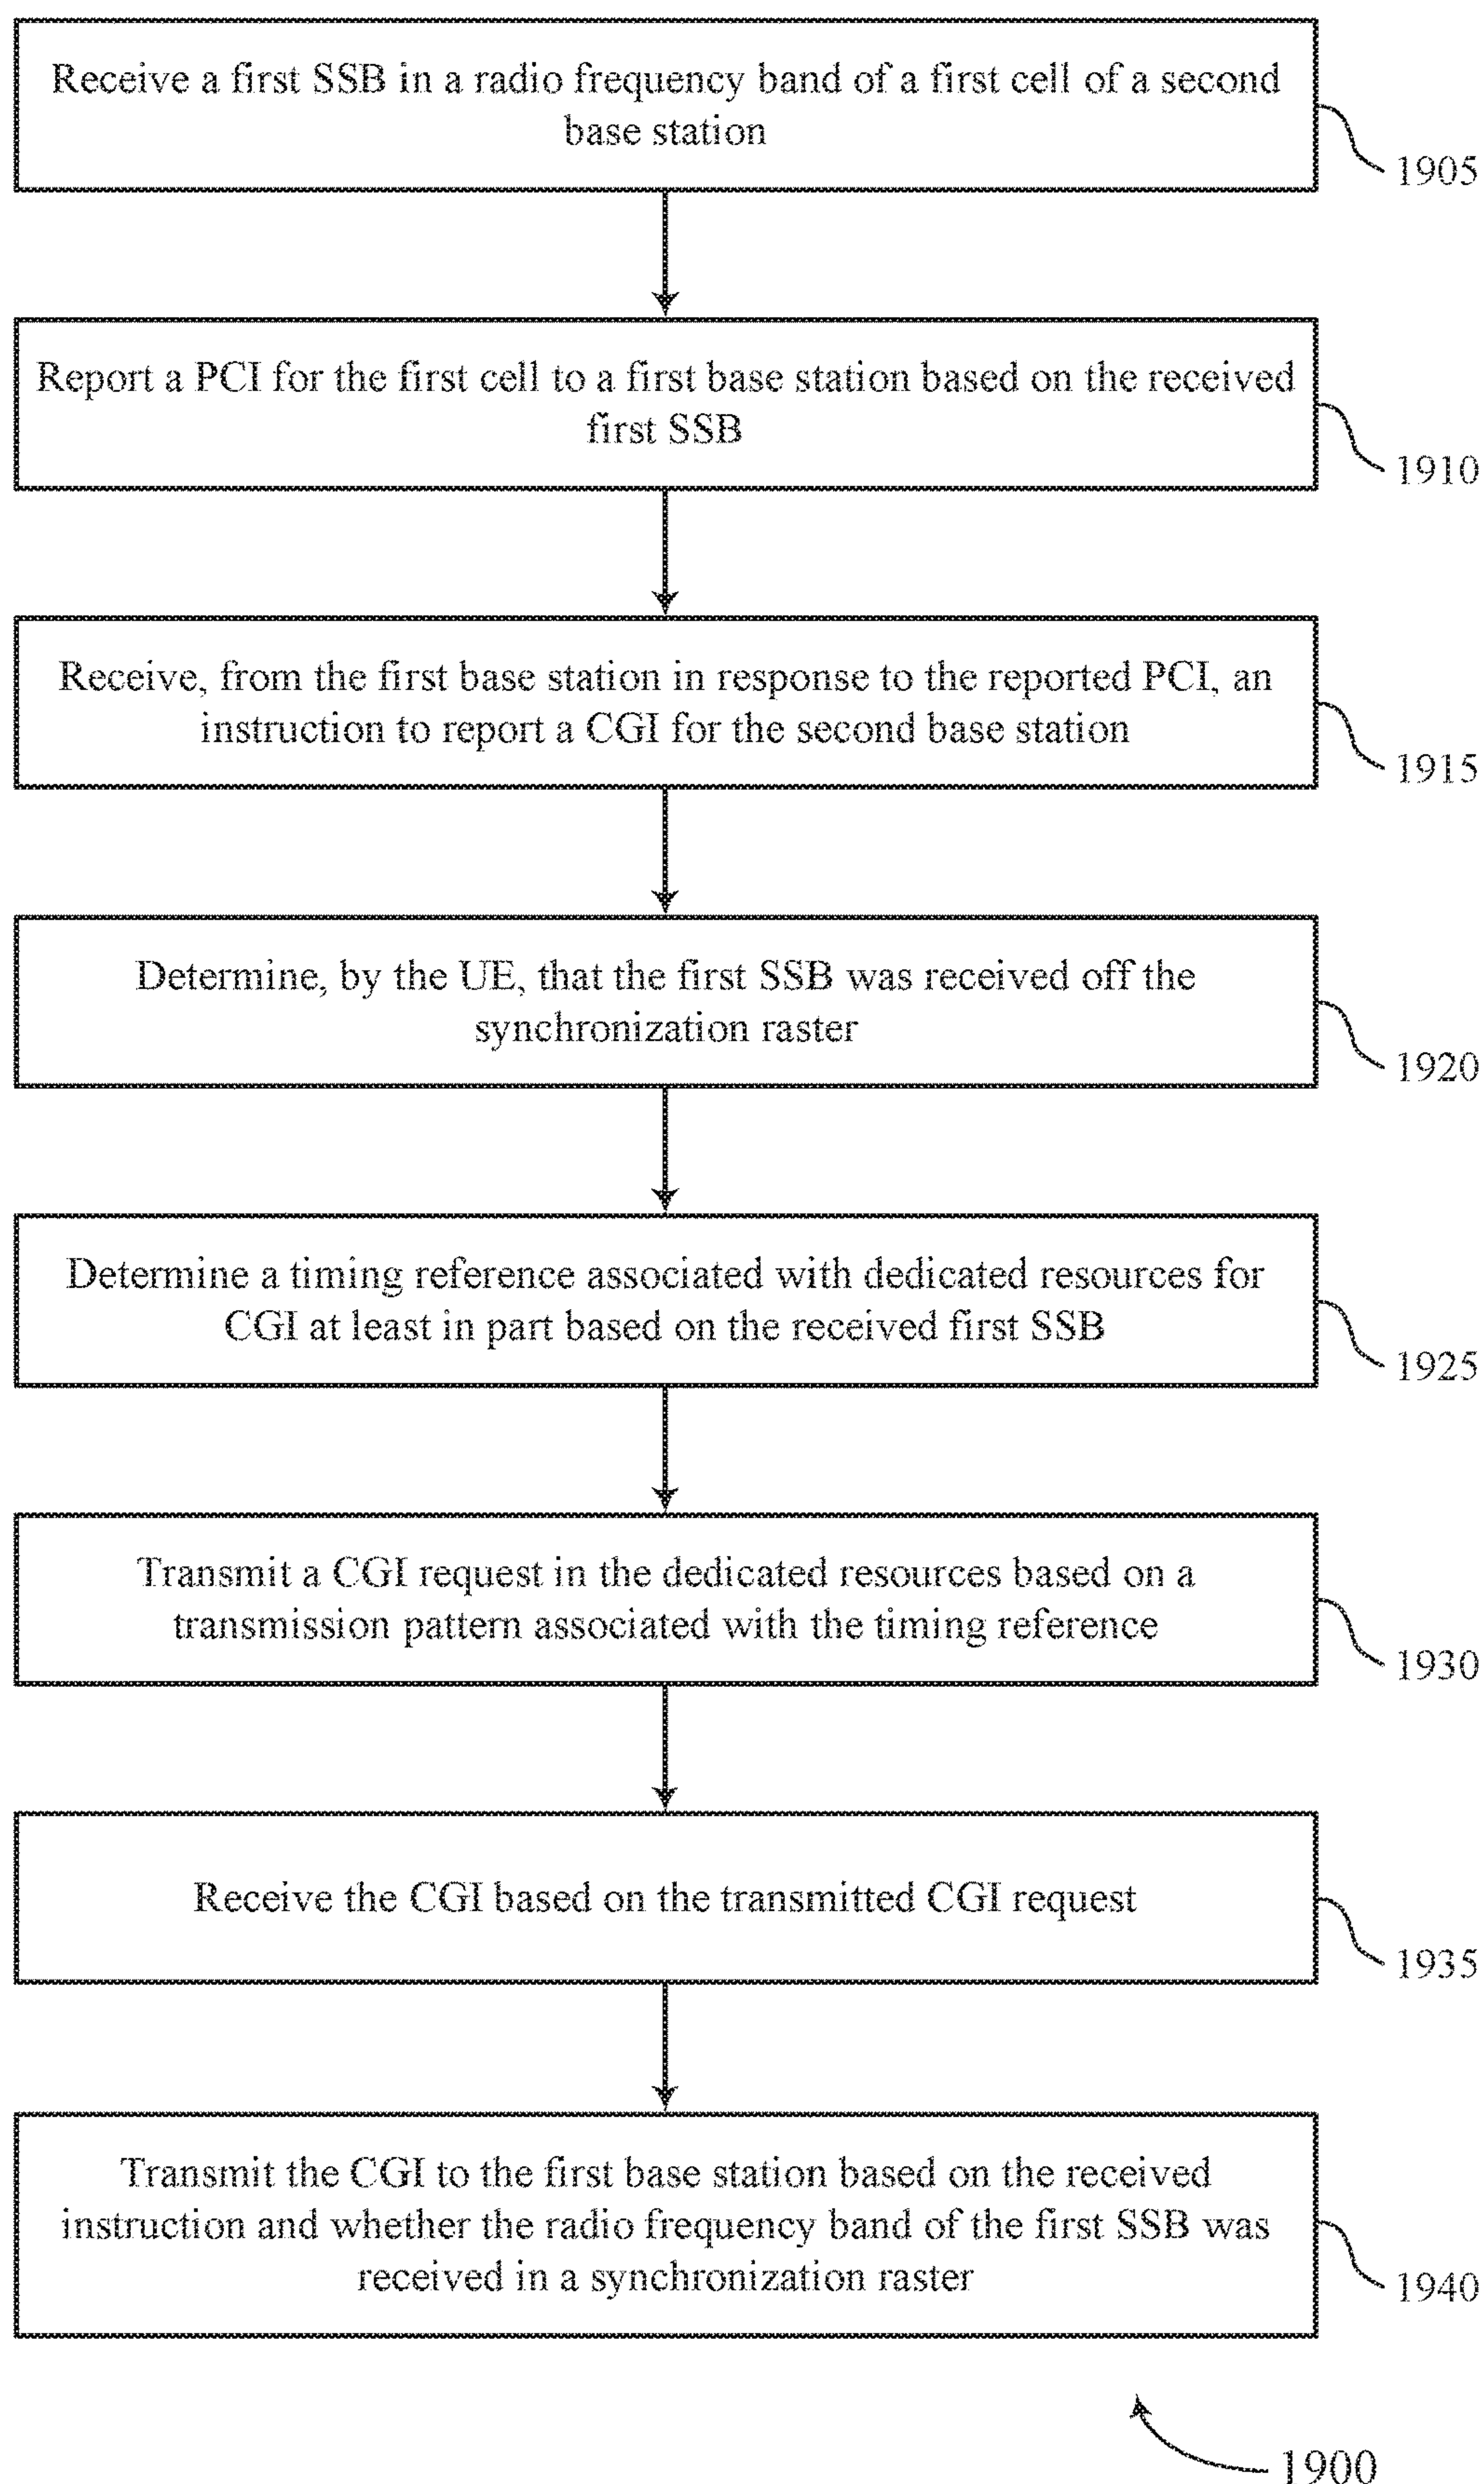 Receive a first SSB in a radio frequency band of a first cell of a second
base station
1905
Report a PCI for the first cell to a first base station based on the received
first SSB
1910
Receive, from the first base station in response to the reported PCI, an
instruction to report a CGI for the second base station
1915
Determine, by the UE, that the first SSB was received off the
synchronization raster
1920
Determine a timing reference associated with dedicated resources for
CGI at least in part based on the received first SSB
1925
Transmit a CGI request in the dedicated resources based on a
transmission pattern associated with the timing reference
1930
Receive the CGI based on the transmitted CGI request
1935
Transmit the CGI to the first base station based on the received
instruction and whether the radio frequency band of the first SSB was
received in a synchronization raster
1940
1900